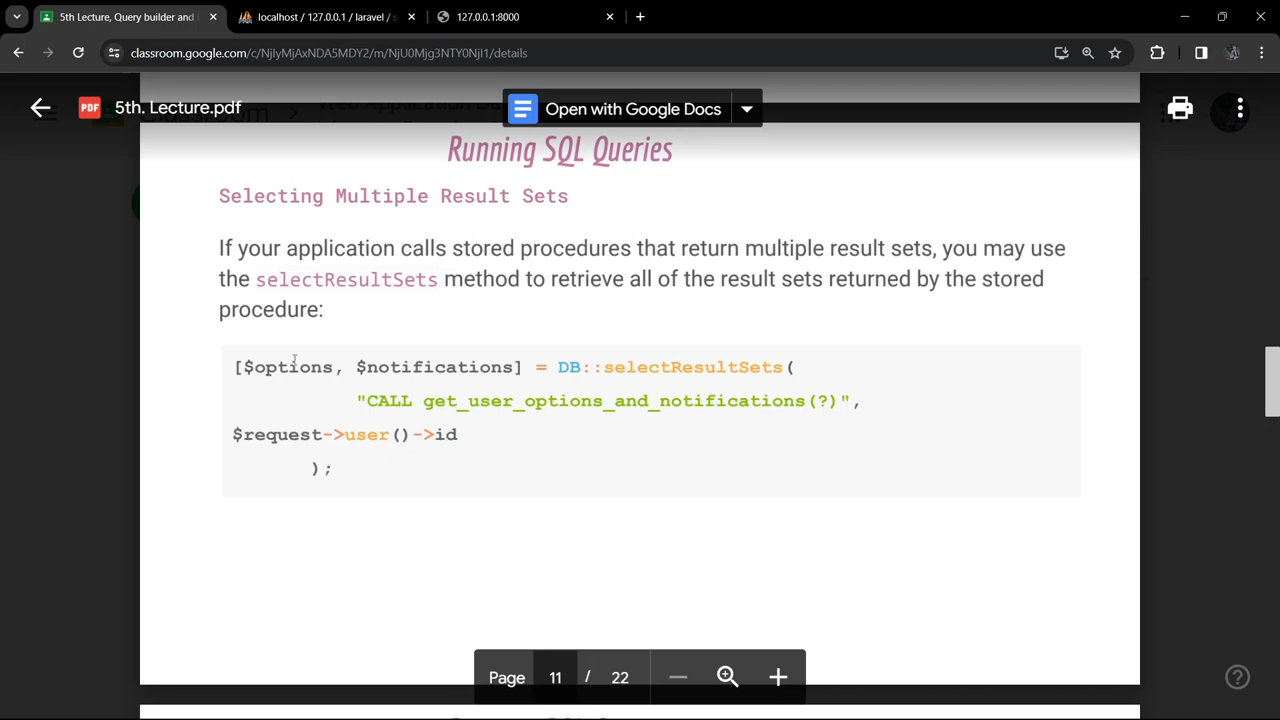 5th Lecture, Query builder and
localhost / 127.0.0.1 / laravel / s
127.0.0.1:8000
classroom.google.com/c/NjIyMjAxNDA5MDY2/m/NjU0Mjg3NTY0NjI1/details
PDF
5th. Lecture.pdf
Open with Google Docs
Running SQL Queries
Selecting Multiple Result Sets
If your application calls stored procedures that return multiple result sets, you may use
the selectResultSets method to retrieve all of the result sets returned by the stored
procedure:
[$options, $notifications] = DB::selectResultSets(
"CALL get_user_options_and_notifications(?)",
$request->user()->id
);
Page 11 / 22